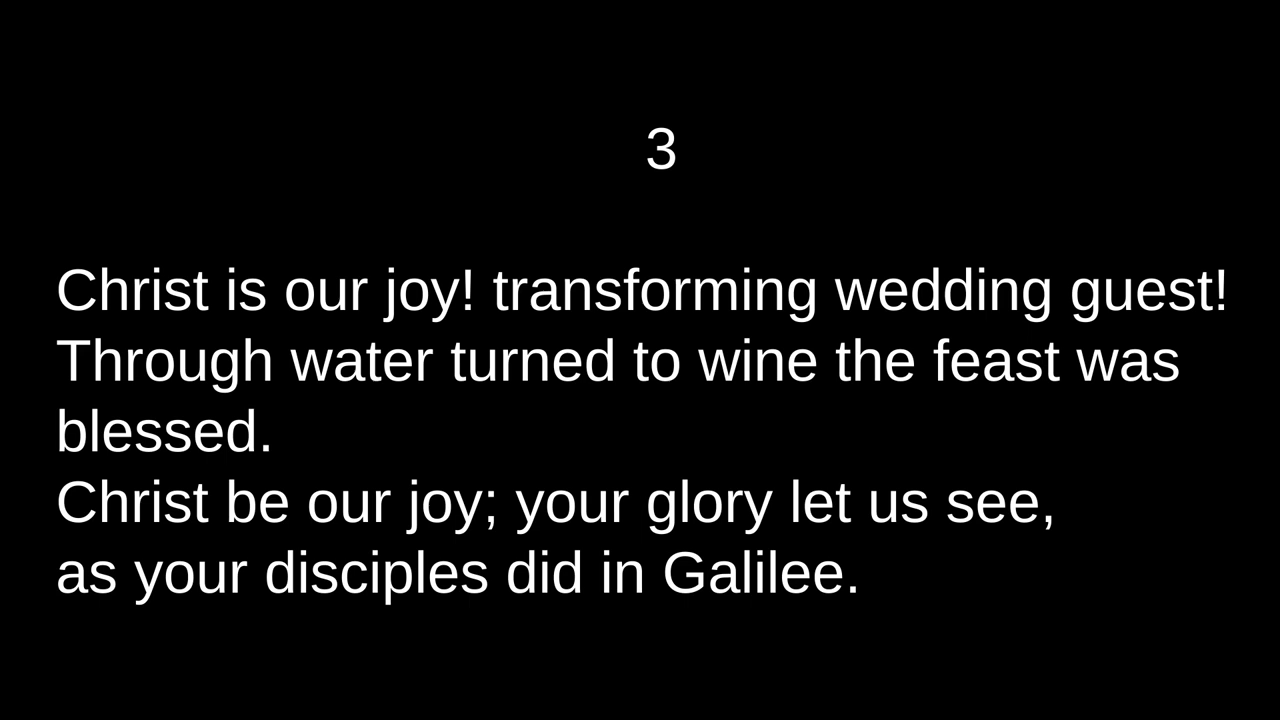 3
Christ is our joy! transforming wedding guest!
Through water turned to wine the feast was
blessed.
Christ be our joy; your glory let us see,
as your disciples did in Galilee.